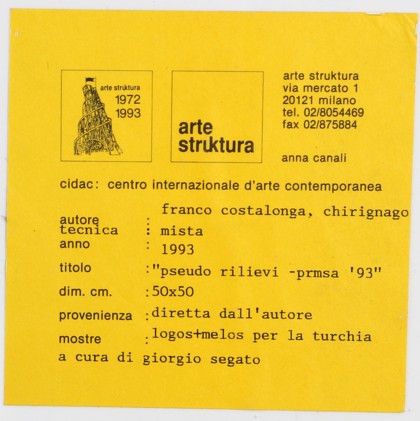 arte struktura
1972
1993
arte
struktura
arte struktura
via mercato 1
20121 milano
tel. 02/8054469
fax 02/875884
anna canali
cidac: centro internazionale d'arte contemporanea
autore : franco costalonga, chirignago
tecnica : mista
anno : 1993
titolo :"pseudo rilievi -prmsa '93"
dim. cm. :50x50
provenienza :diretta dall'autore
mostre :logos+melos per la turchia
a cura di giorgio segato